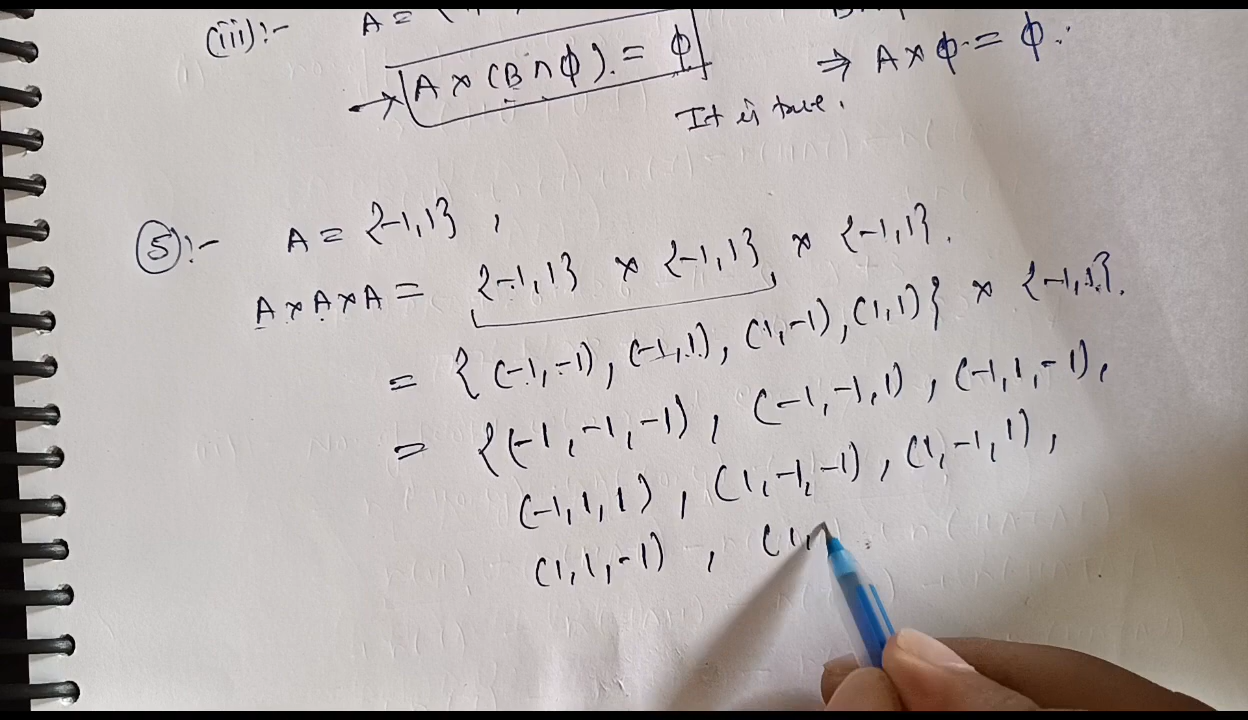 (iii):- A =
→ A × (B ∩ ϕ) = ϕ ⇒ A × ϕ = ϕ.
It is true.
(5):- A = {-1,1} ,
A×A×A = {-1,1} × {-1,1} × {-1,1}.
= {(-1,-1), (-1,1), (1,-1), (1,1)} × {-1,1}.
= {(-1,-1,-1), (-1,-1,1), (-1,1,-1),
(-1,1,1), (1,-1,-1), (1,-1,1),
(1,1,-1), (1,